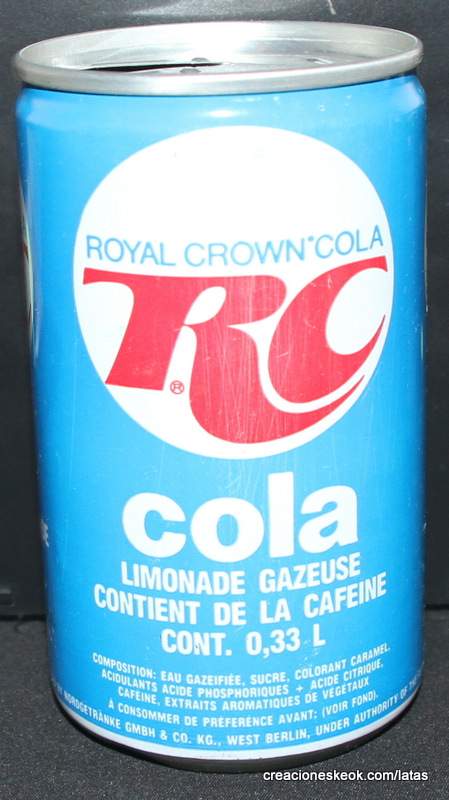 ROYAL CROWN COLA
RC
®
cola
LIMONADE GAZEUSE
CONTIENT DE LA CAFEINE
CONT. 0,33 L
COMPOSITION: EAU GAZEIFIÉE, SUCRE, COLORANT CARAMEL.
ACIDULANTS ACIDE PHOSPHORIQUES + ACIDE CITRIQUE,
CAFEINE, EXTRAITS AROMATIQUES DE VEGETAUX
À CONSOMMER DE PRÉFÉRENCE AVANT: (VOIR FOND).
NORDGETRÄNKE GMBH & CO. KG., WEST BERLIN, UNDER AUTHORITY OF
creacioneskeok.com/latas